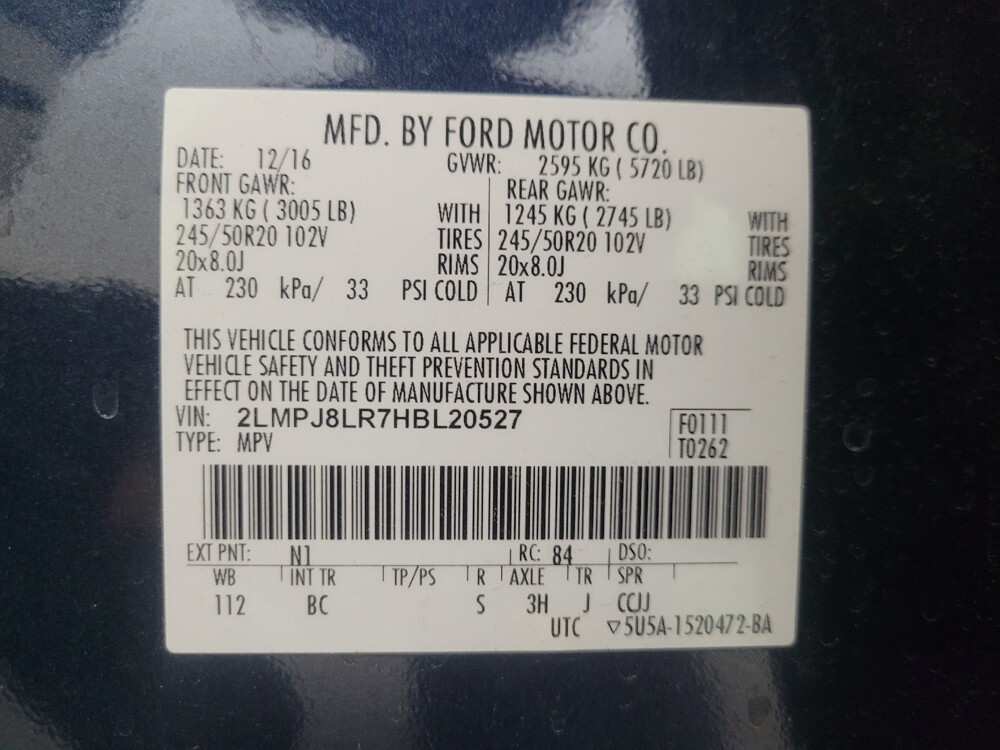 MFD. BY FORD MOTOR CO.
DATE: 12/16 GVWR: 2595 KG ( 5720 LB)
FRONT GAWR: REAR GAWR:
1363 KG ( 3005 LB) WITH 1245 KG ( 2745 LB) WITH
245/50R20 102V TIRES 245/50R20 102V TIRES
20x8.0J RIMS 20x8.0J RIMS
AT 230 kPa/ 33 PSI COLD AT 230 kPa/ 33 PSI COLD
THIS VEHICLE CONFORMS TO ALL APPLICABLE FEDERAL MOTOR
VEHICLE SAFETY AND THEFT PREVENTION STANDARDS IN
EFFECT ON THE DATE OF MANUFACTURE SHOWN ABOVE.
VIN: 2LMPJ8LR7HBL20527 F0111
TYPE: MPV T0262
EXT PNT: N1 RC: 84 DSO:
WB INT TR TP/PS R AXLE TR SPR
112 BC S 3H J CCJJ
UTC ▽5U5A-1520472-BA